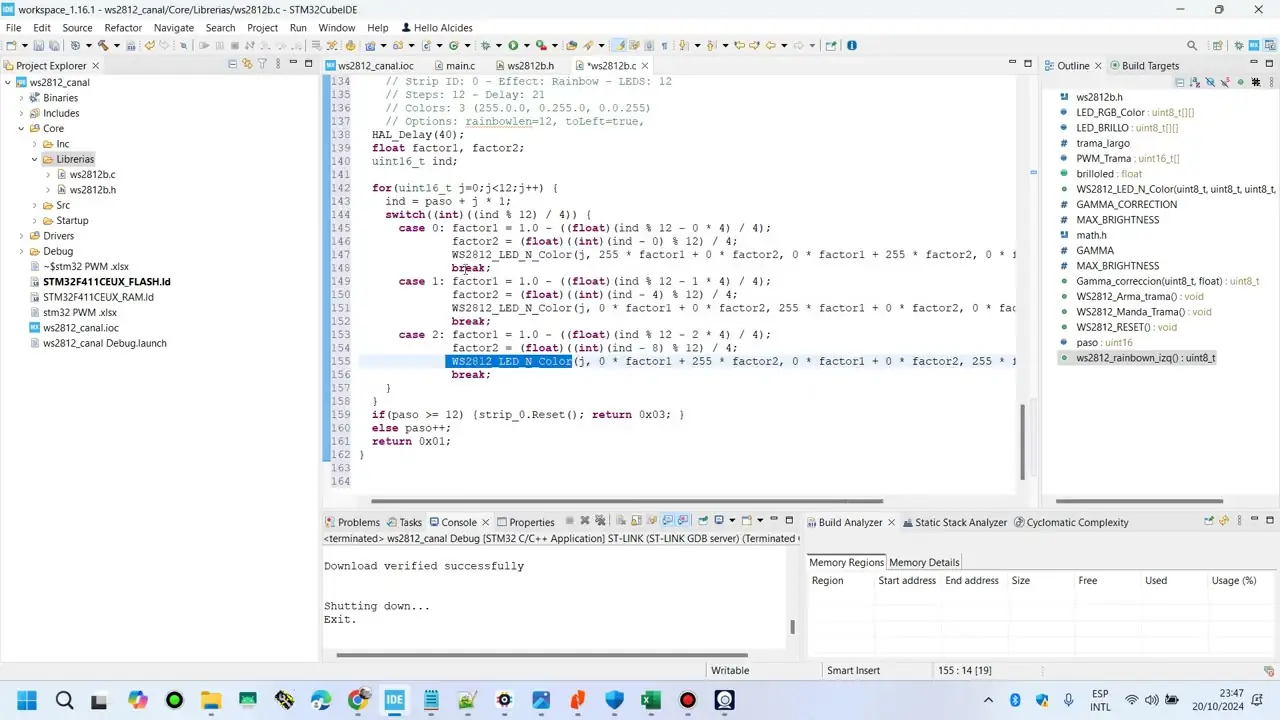 workspace_1.16.1 - ws2812_canal/Core/Librerias/ws2812b.c - STM32CubeIDE
File Edit Source Refactor Navigate Search Project Run Window Help Hello Alcides
Project Explorer
ws2812_canal
Binaries
Includes
Core
Inc
Librerias
ws2812b.c
ws2812b.h
Src
Startup
Drivers
Debug
~$stm32 PWM .xlsx
STM32F411CEUX_FLASH.ld
STM32F411CEUX_RAM.ld
stm32 PWM .xlsx
ws2812_canal.ioc
ws2812_canal Debug.launch
ws2812_canal.ioc main.c ws2812b.h *ws2812b.c
134 // Strip ID: 0 - Effect: Rainbow - LEDS: 12
135 // Steps: 12 - Delay: 21
136 // Colors: 3 (255.0.0, 0.255.0, 0.0.255)
137 // Options: rainbowlen=12, toLeft=true,
138 HAL_Delay(40);
139 float factor1, factor2;
140 uint16_t ind;
141
142 for(uint16_t j=0;j<12;j++) {
143 ind = paso + j * 1;
144 switch((int)((ind % 12) / 4)) {
145 case 0: factor1 = 1.0 - ((float)(ind % 12 - 0 * 4) / 4);
146 factor2 = (float)((int)(ind - 0) % 12) / 4;
147 WS2812_LED_N_Color(j, 255 * factor1 + 0 * factor2, 0 * factor1 + 255 * factor2, 0 * f
148 break;
149 case 1: factor1 = 1.0 - ((float)(ind % 12 - 1 * 4) / 4);
150 factor2 = (float)((int)(ind - 4) % 12) / 4;
151 WS2812_LED_N_Color(j, 0 * factor1 + 0 * factor2, 255 * factor1 + 0 * factor2, 0 * fac
152 break;
153 case 2: factor1 = 1.0 - ((float)(ind % 12 - 2 * 4) / 4);
154 factor2 = (float)((int)(ind - 8) % 12) / 4;
155 WS2812_LED_N_Color(j, 0 * factor1 + 255 * factor2, 0 * factor1 + 0 * factor2, 255 * f
156 break;
157 }
158 }
159 if(paso >= 12) {strip_0.Reset(); return 0x03; }
160 else paso++;
161 return 0x01;
162 }
163
164
Outline Build Targets
ws2812b.h
LED_RGB_Color : uint8_t[][]
LED_BRILLO : uint8_t[][]
trama_largo
PWM_Trama : uint16_t[]
brilloled : float
WS2812_LED_N_Color(uint8_t, uint8_t,
GAMMA_CORRECTION
MAX_BRIGHTNESS
math.h
GAMMA
MAX_BRIGHTNESS
Gamma_correccion(uint8_t, float) : uint8_t
WS2812_Arma_trama() : void
WS2812_Manda_Trama() : void
WS2812_RESET() : void
paso : uint16
ws2812_rainbown_izq() : uint8_t
Problems Tasks Console Properties
<terminated> ws2812_canal Debug [STM32 C/C++ Application] ST-LINK (ST-LINK GDB server) (Terminated
Download verified successfully
Shutting down...
Exit.
Build Analyzer Static Stack Analyzer Cyclomatic Complexity
Memory Regions Memory Details
Region Start address End address Size Free Used Usage (%)
Writable Smart Insert 155 : 14 [19]
ESP
INTL
23:47
20/10/2024